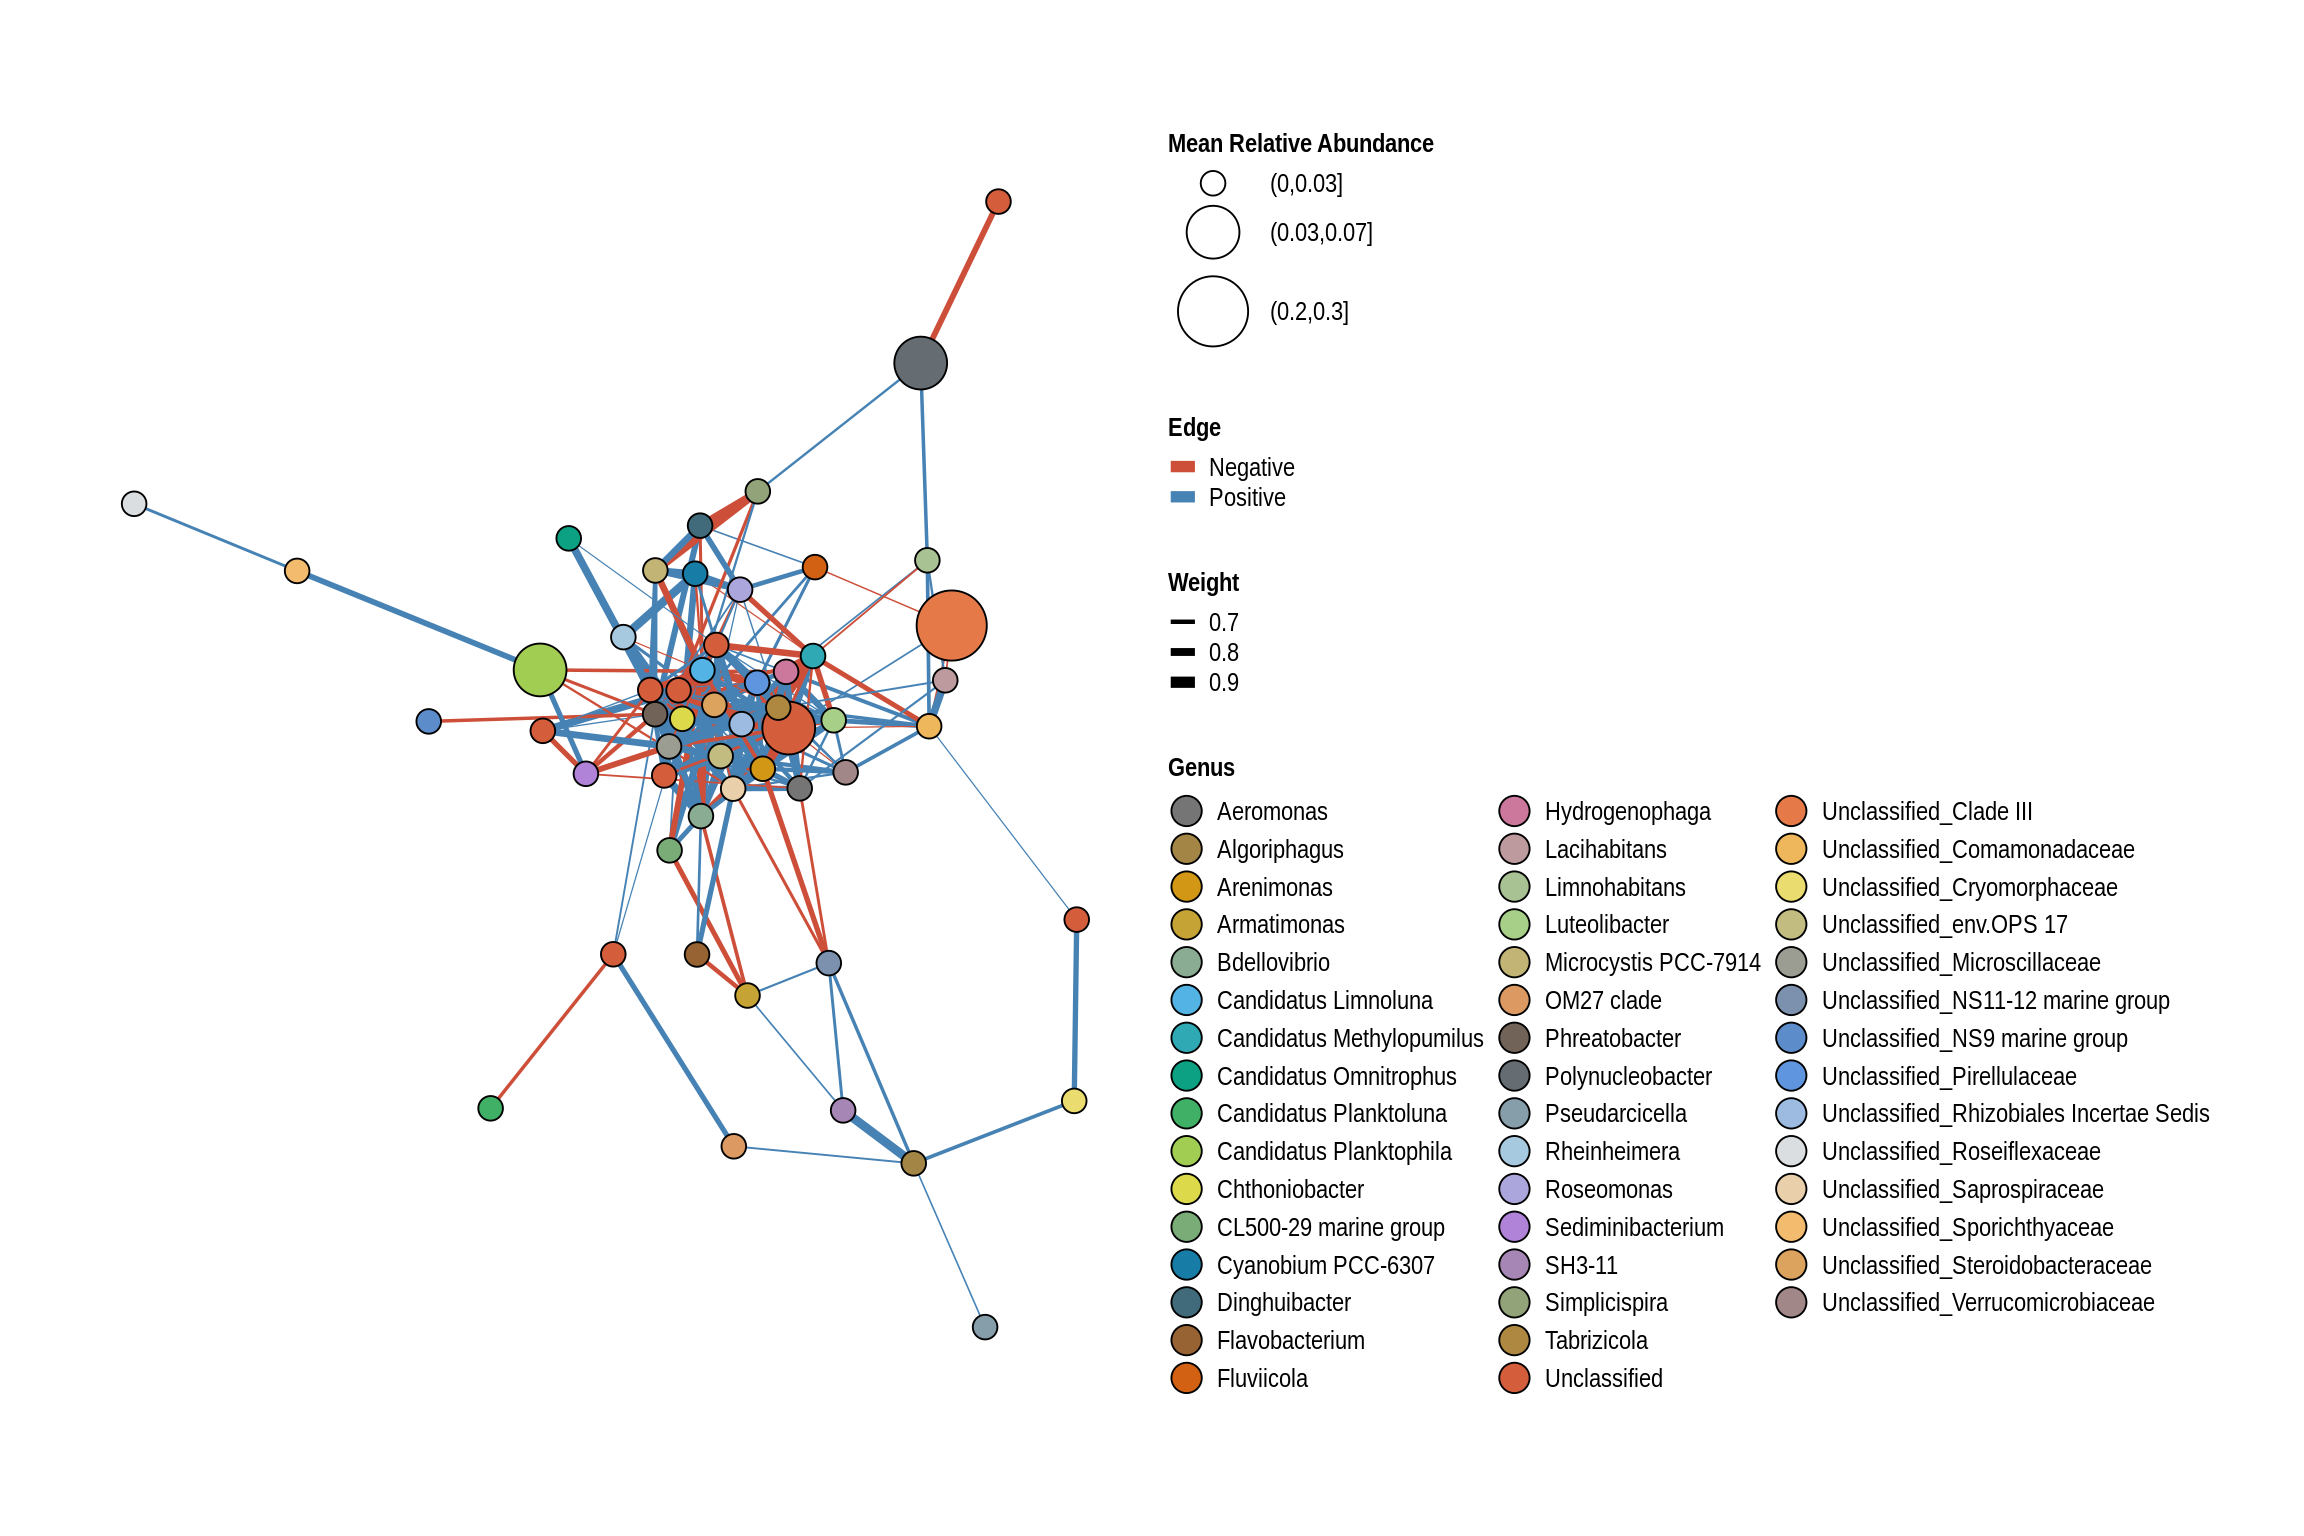 Mean Relative Abundance
(0,0.03]
(0.03,0.07]
(0.2,0.3]
Edge
Negative
Positive
Weight
0.7
0.8
0.9
Genus
Aeromonas
Algoriphagus
Arenimonas
Armatimonas
Bdellovibrio
Candidatus Limnoluna
Candidatus Methylopumilus
Candidatus Omnitrophus
Candidatus Planktoluna
Candidatus Planktophila
Chthoniobacter
CL500-29 marine group
Cyanobium PCC-6307
Dinghuibacter
Flavobacterium
Fluviicola
Hydrogenophaga
Lacihabitans
Limnohabitans
Luteolibacter
Microcystis PCC-7914
OM27 clade
Phreatobacter
Polynucleobacter
Pseudarcicella
Rheinheimera
Roseomonas
Sediminibacterium
SH3-11
Simplicispira
Tabrizicola
Unclassified
Unclassified_Clade III
Unclassified_Comamonadaceae
Unclassified_Cryomorphaceae
Unclassified_env.OPS 17
Unclassified_Microscillaceae
Unclassified_NS11-12 marine group
Unclassified_NS9 marine group
Unclassified_Pirellulaceae
Unclassified_Rhizobiales Incertae Sedis
Unclassified_Roseiflexaceae
Unclassified_Saprospiraceae
Unclassified_Sporichthyaceae
Unclassified_Steroidobacteraceae
Unclassified_Verrucomicrobiaceae